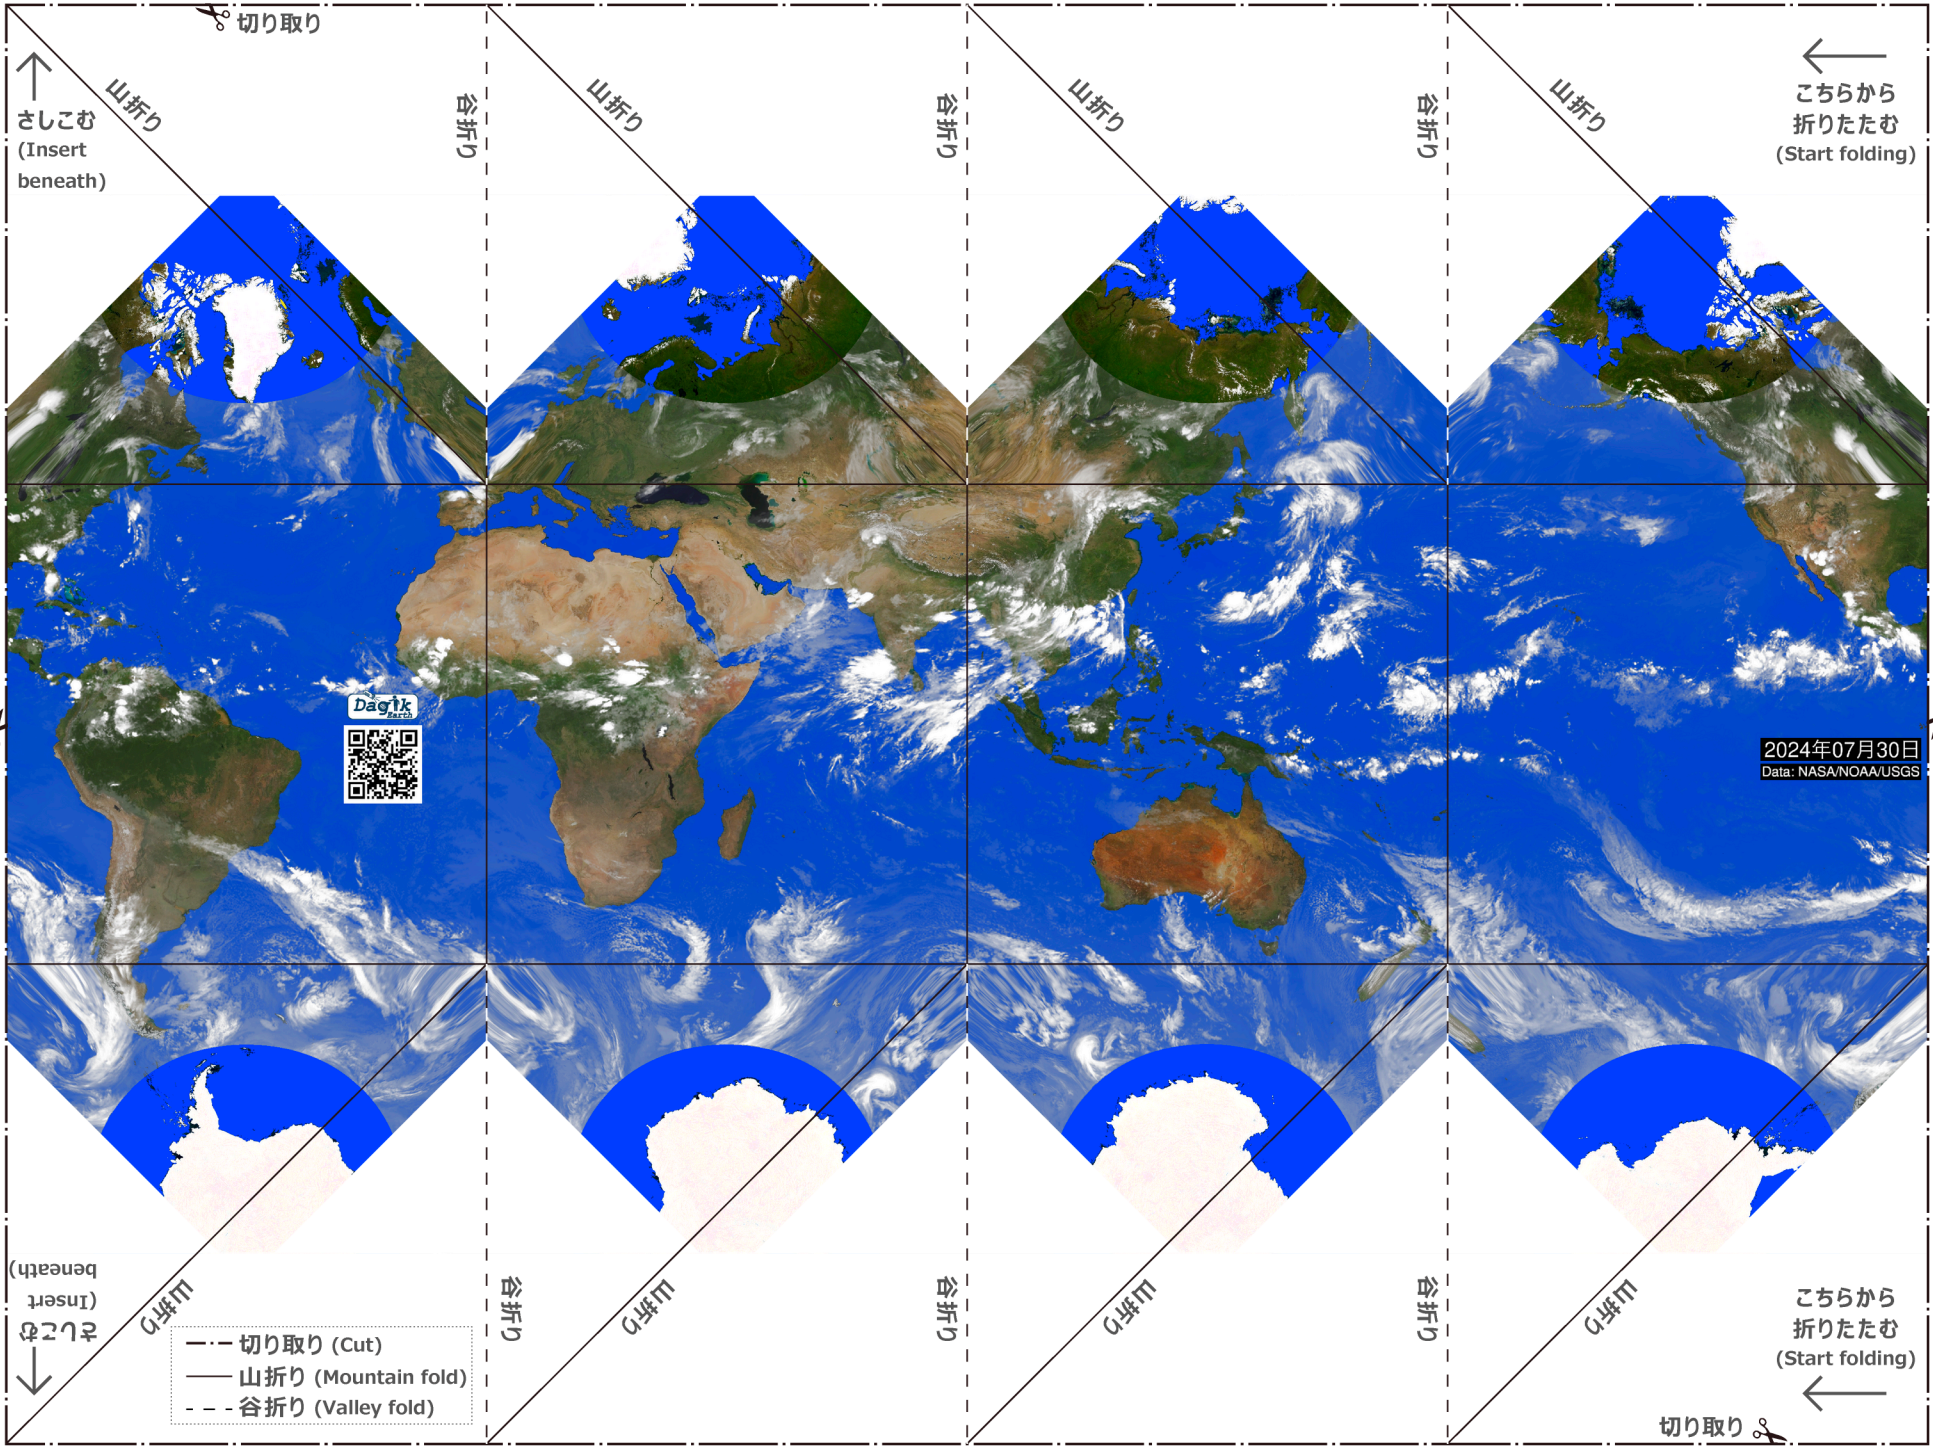 切り取り
山折り
谷折り
山折り
谷折り
山折り
谷折り
山折り
さしこむ
(Insert
beneath)
こちらから
折りたたむ
(Start folding)
Dagik
Earth
2024年07月30日
Data: NASA/NOAA/USGS
さしこむ
(Insert
beneath)
山折り
谷折り
山折り
谷折り
山折り
谷折り
山折り
こちらから
折りたたむ
(Start folding)
切り取り (Cut)
山折り (Mountain fold)
谷折り (Valley fold)
切り取り